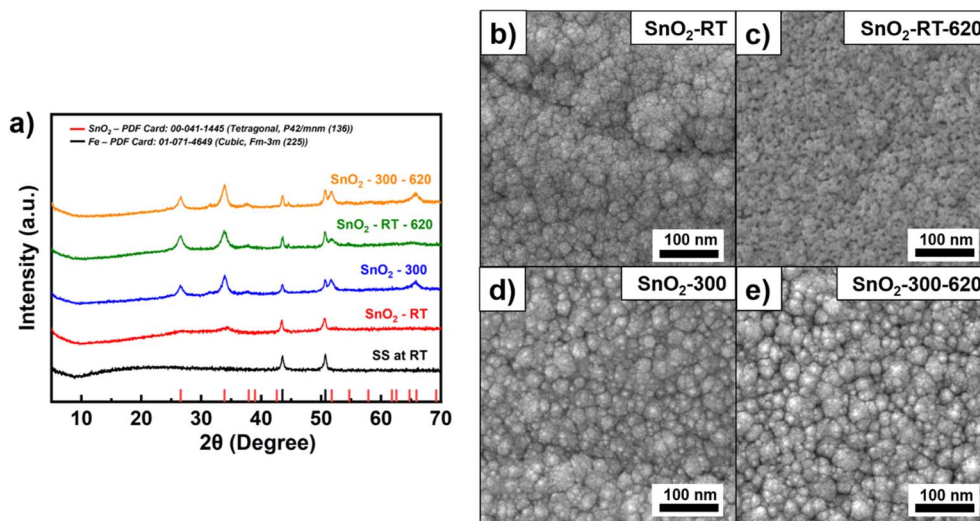 a)
SnO₂ – PDF Card: 00-041-1445 (Tetragonal, P42/mnm (136))
Fe – PDF Card: 01-071-4649 (Cubic, Fm-3m (225))
SnO₂ - 300 - 620
SnO₂ - RT - 620
SnO₂ - 300
SnO₂ - RT
SS at RT
Intensity (a.u.)
10 20 30 40 50 60 70
2θ (Degree)
b) SnO₂-RT
100 nm
c) SnO₂-RT-620
100 nm
d) SnO₂-300
100 nm
e) SnO₂-300-620
100 nm